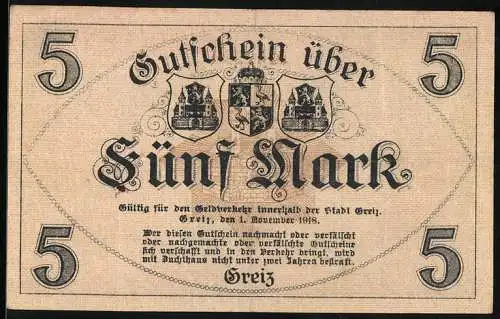 5 Gutschein über 5
Fünf Mark
Gültig für den Geldverkehr innerhalb der Stadt Greiz.
Greiz, den 1. November 1918.
Wer diesen Gutschein nachmacht oder verfälscht
oder nachgemachte oder verfälschte Gutscheine
sich verschafft und in den Verkehr bringt, wird
mit Zuchthaus nicht unter zwei Jahren bestraft.
5 Greiz 5